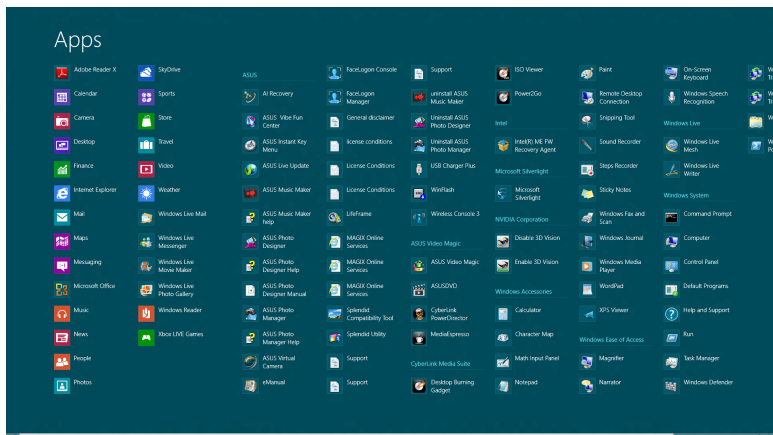 Apps
Adobe Reader X
Calendar
Camera
Desktop
Finance
Internet Explorer
Mail
Maps
Messaging
Microsoft Office
Music
News
People
Photos
SkyDrive
Sports
Store
Travel
Video
Weather
Windows Live Mail
Windows Live
Messenger
Windows Live
Movie Maker
Windows Live
Photo Gallery
Windows Reader
Xbox LIVE Games
ASUS
AI Recovery
ASUS Vibe Fun
Center
ASUS Instant Key
Menu
ASUS Live Update
ASUS Music Maker
ASUS Music Maker
help
ASUS Photo
Designer
ASUS Photo
Designer Help
ASUS Photo
Designer Manual
ASUS Photo
Manager
ASUS Photo
Manager Help
ASUS Virtual
Camera
eManual
FaceLogon Console
FaceLogon
Manager
General disclaimer
license conditions
License Conditions
License Conditions
LifeFrame
MAGIX Online
Services
MAGIX Online
Services
MAGIX Online
Services
Splendid
Compatibility Tool
Splendid Utility
Support
Support
Support
uninstall ASUS
Music Maker
Uninstall ASUS
Photo Designer
Uninstall ASUS
Photo Manager
USB Charger Plus
WinFlash
Wireless Console 3
ASUS Video Magic
ASUS Video Magic
ASUSDVD
CyberLink
PowerDirector
MediaEspresso
CyberLink Media Suite
Desktop Burning
Gadget
ISO Viewer
Power2Go
Intel
Intel(R) ME FW
Recovery Agent
Microsoft Silverlight
Microsoft
Silverlight
NVIDIA Corporation
Disable 3D Vision
Enable 3D Vision
Windows Accessories
Calculator
Character Map
Math Input Panel
Notepad
Paint
Remote Desktop
Connection
Snipping Tool
Sound Recorder
Steps Recorder
Sticky Notes
Windows Fax and
Scan
Windows Journal
Windows Media
Player
WordPad
XPS Viewer
Windows Ease of Access
Magnifier
Narrator
On-Screen
Keyboard
Windows Speech
Recognition
Windows Live
Windows Live
Mesh
Windows Live
Writer
Windows System
Command Prompt
Computer
Control Panel
Default Programs
Help and Support
Run
Task Manager
Windows Defender